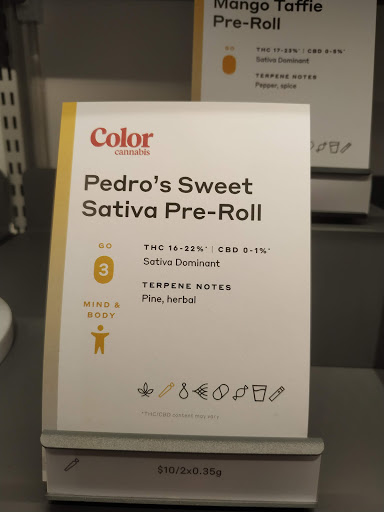 Mango Taffie
Pre-Roll
GO
THC 17-23%* | CBD 0-5%*
Sativa Dominant
TERPENE NOTES
Pepper, spice
Color
cannabis
Pedro's Sweet
Sativa Pre-Roll
GO
3
MIND &
BODY
THC 16-22%* | CBD 0-1%*
Sativa Dominant
TERPENE NOTES
Pine, herbal
*THC/CBD content may vary
$10/2x0.35g